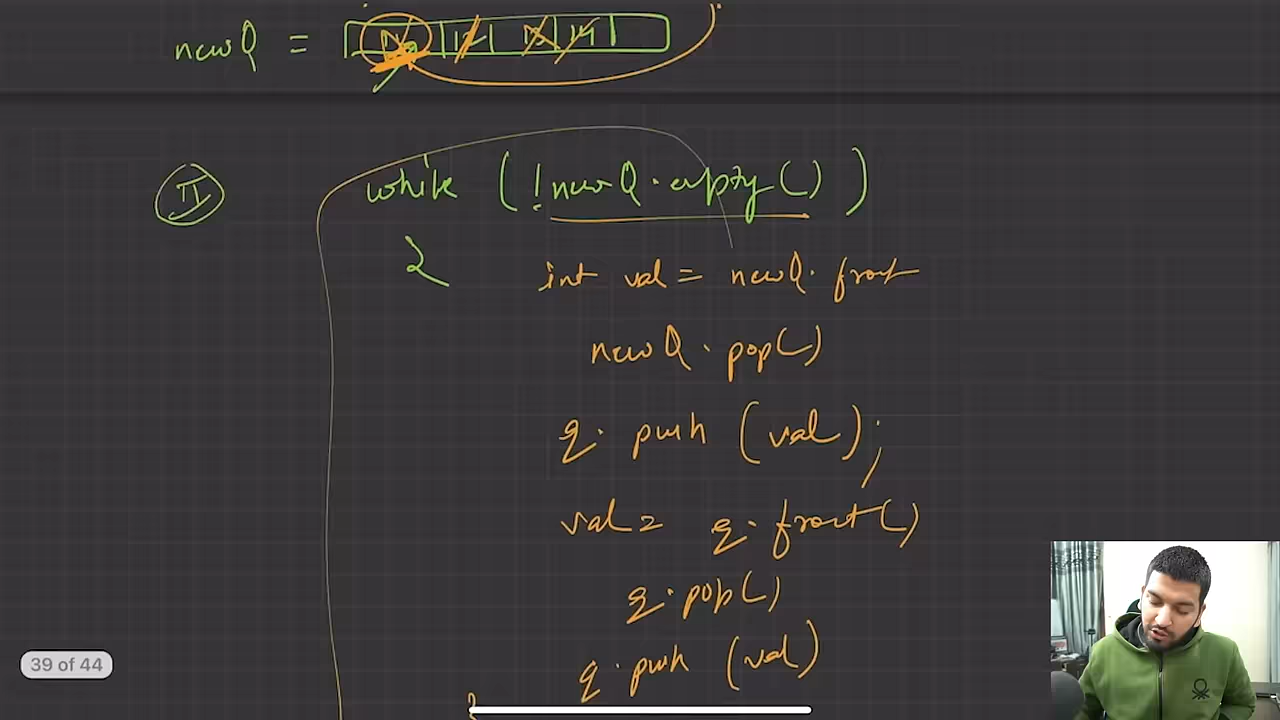 newQ =
II while ( !newQ.empty() )
{ int val = newQ.front
newQ.pop()
q.push (val);
val = q.front()
q.pop()
q.push (val)
}
39 of 44